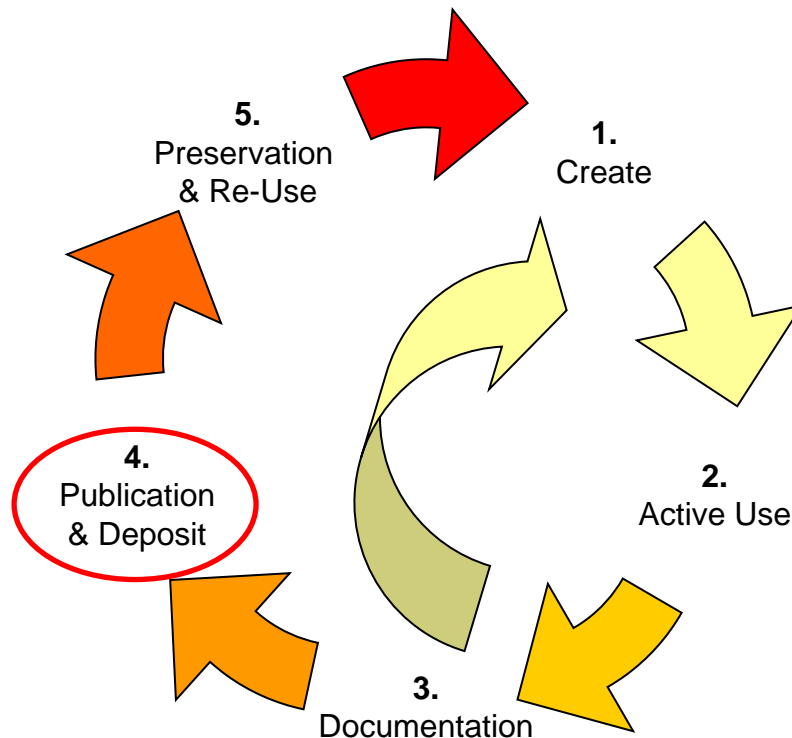 1.
Create
2.
Active Use
3.
Documentation
4.
Publication
& Deposit
5.
Preservation
& Re-Use